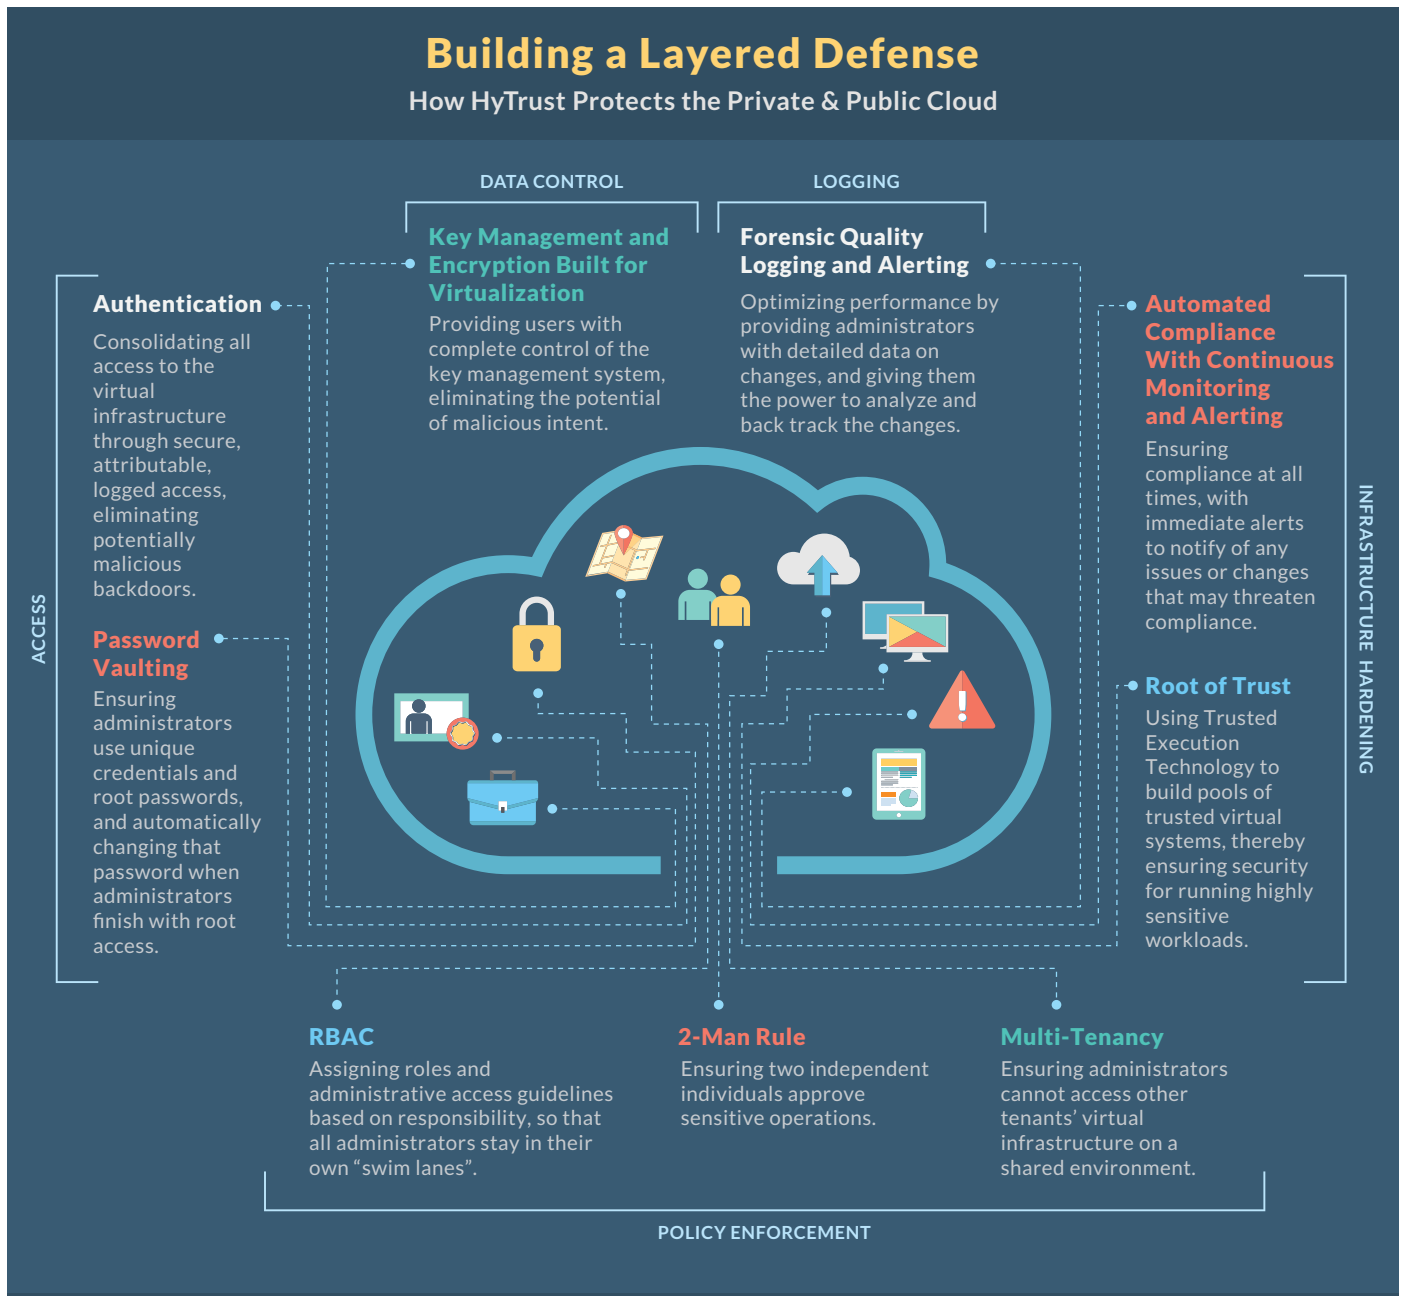 Building a Layered Defense
How HyTrust Protects the Private & Public Cloud
DATA CONTROL
Key Management and
Encryption Built for
Virtualization
Providing users with
complete control of the
key management system,
eliminating the potential
of malicious intent.
LOGGING
Forensic Quality
Logging and Alerting
Optimizing performance by
providing administrators
with detailed data on
changes, and giving them
the power to analyze and
back track the changes.
ACCESS
Authentication
Consolidating all
access to the
virtual
infrastructure
through secure,
attributable,
logged access,
eliminating
potentially
malicious
backdoors.
Password
Vaulting
Ensuring
administrators
use unique
credentials and
root passwords,
and automatically
changing that
password when
administrators
finish with root
access.
INFRASTRUCTURE HARDENING
Automated
Compliance
With Continuous
Monitoring
and Alerting
Ensuring
compliance at all
times, with
immediate alerts
to notify of any
issues or changes
that may threaten
compliance.
Root of Trust
Using Trusted
Execution
Technology to
build pools of
trusted virtual
systems, thereby
ensuring security
for running highly
sensitive
workloads.
RBAC
Assigning roles and
administrative access guidelines
based on responsibility, so that
all administrators stay in their
own “swim lanes”.
2-Man Rule
Ensuring two independent
individuals approve
sensitive operations.
Multi-Tenancy
Ensuring administrators
cannot access other
tenants’ virtual
infrastructure on a
shared environment.
POLICY ENFORCEMENT